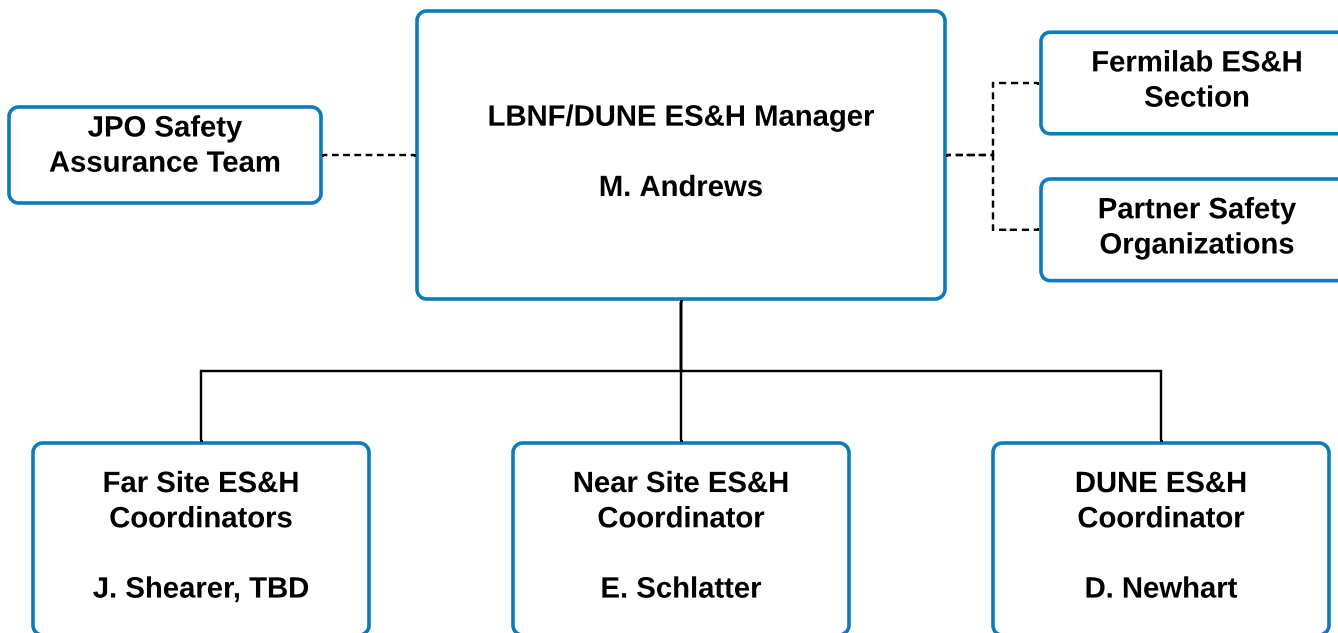 JPO Safety
Assurance Team
LBNF/DUNE ES&H Manager
M. Andrews
Fermilab ES&H
Section
Partner Safety
Organizations
Far Site ES&H
Coordinators
J. Shearer, TBD
Near Site ES&H
Coordinator
E. Schlatter
DUNE ES&H
Coordinator
D. Newhart